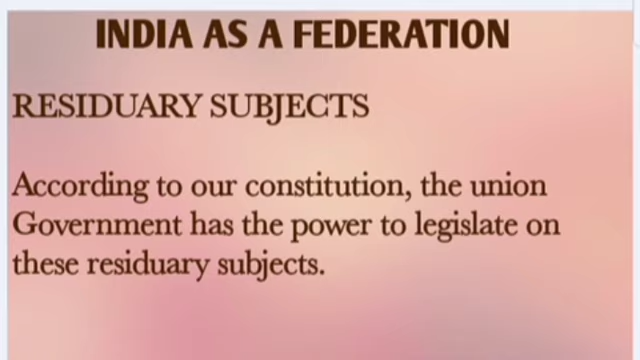 INDIA AS A FEDERATION
RESIDUARY SUBJECTS
According to our constitution, the union
Government has the power to legislate on
these residuary subjects.